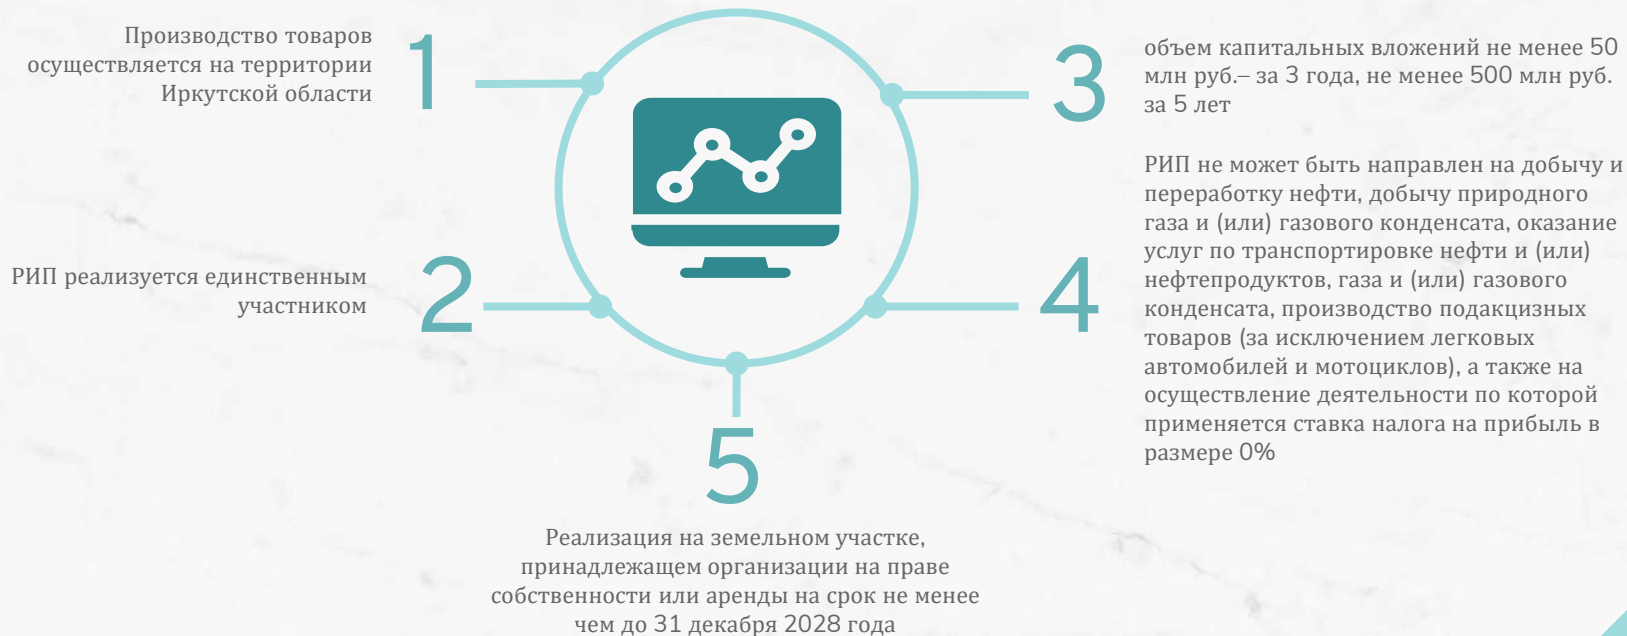 Производство товаров
осуществляется на территории
Иркутской области
1
РИП реализуется единственным
участником
2
3
объем капитальных вложений не менее 50
млн руб.– за 3 года, не менее 500 млн руб.
за 5 лет
4
РИП не может быть направлен на добычу и
переработку нефти, добычу природного
газа и (или) газового конденсата, оказание
услуг по транспортировке нефти и (или)
нефтепродуктов, газа и (или) газового
конденсата, производство подакцизных
товаров (за исключением легковых
автомобилей и мотоциклов), а также на
осуществление деятельности по которой
применяется ставка налога на прибыль в
размере 0%
5
Реализация на земельном участке,
принадлежащем организации на праве
собственности или аренды на срок не менее
чем до 31 декабря 2028 года